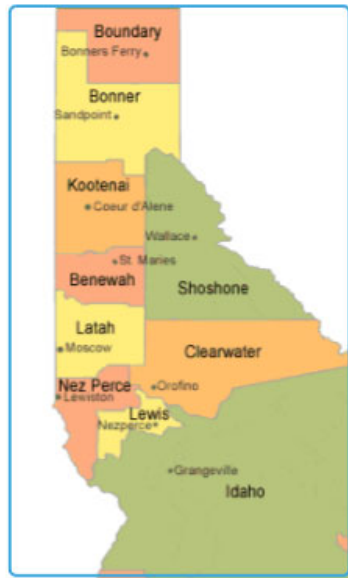 Boundary
Bonners Ferry
Bonner
Sandpoint
Kootenai
Coeur d'Alene
Wallace
St. Maries
Benewah
Shoshone
Latah
Moscow
Clearwater
Nez Perce
Orofino
Lewiston
Lewis
Nezperce
Grangeville
Idaho